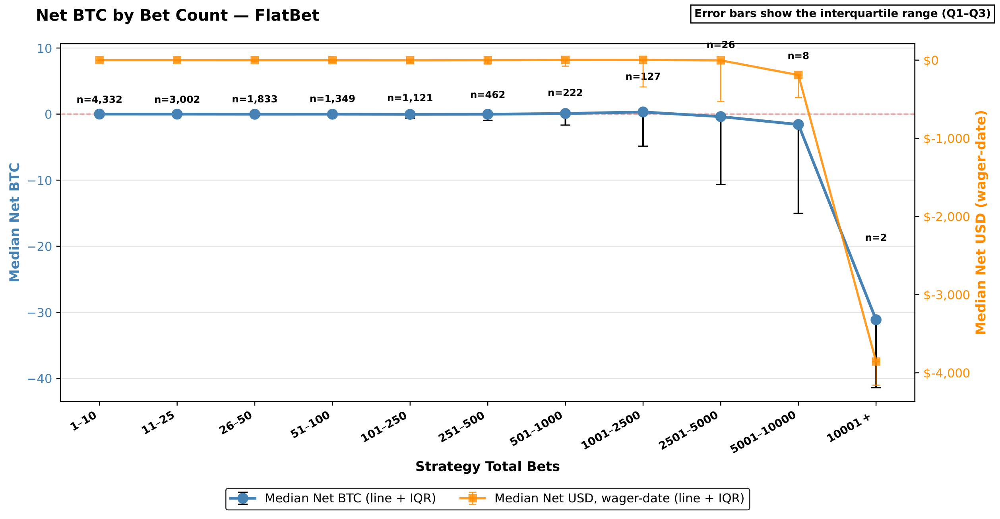 Net BTC by Bet Count — FlatBet
Error bars show the interquartile range (Q1–Q3)
Median Net BTC
10
0
−10
−20
−30
−40
n=4,332
n=3,002
n=1,833
n=1,349
n=1,121
n=462
n=222
n=127
n=26
n=8
n=2
$0
$-1,000
$-2,000
$-3,000
$-4,000
Median Net USD (wager-date)
1–10
11–25
26–50
51–100
101–250
251–500
501–1000
1001–2500
2501–5000
5001–10000
10001+
Strategy Total Bets
Median Net BTC (line + IQR)
Median Net USD, wager-date (line + IQR)